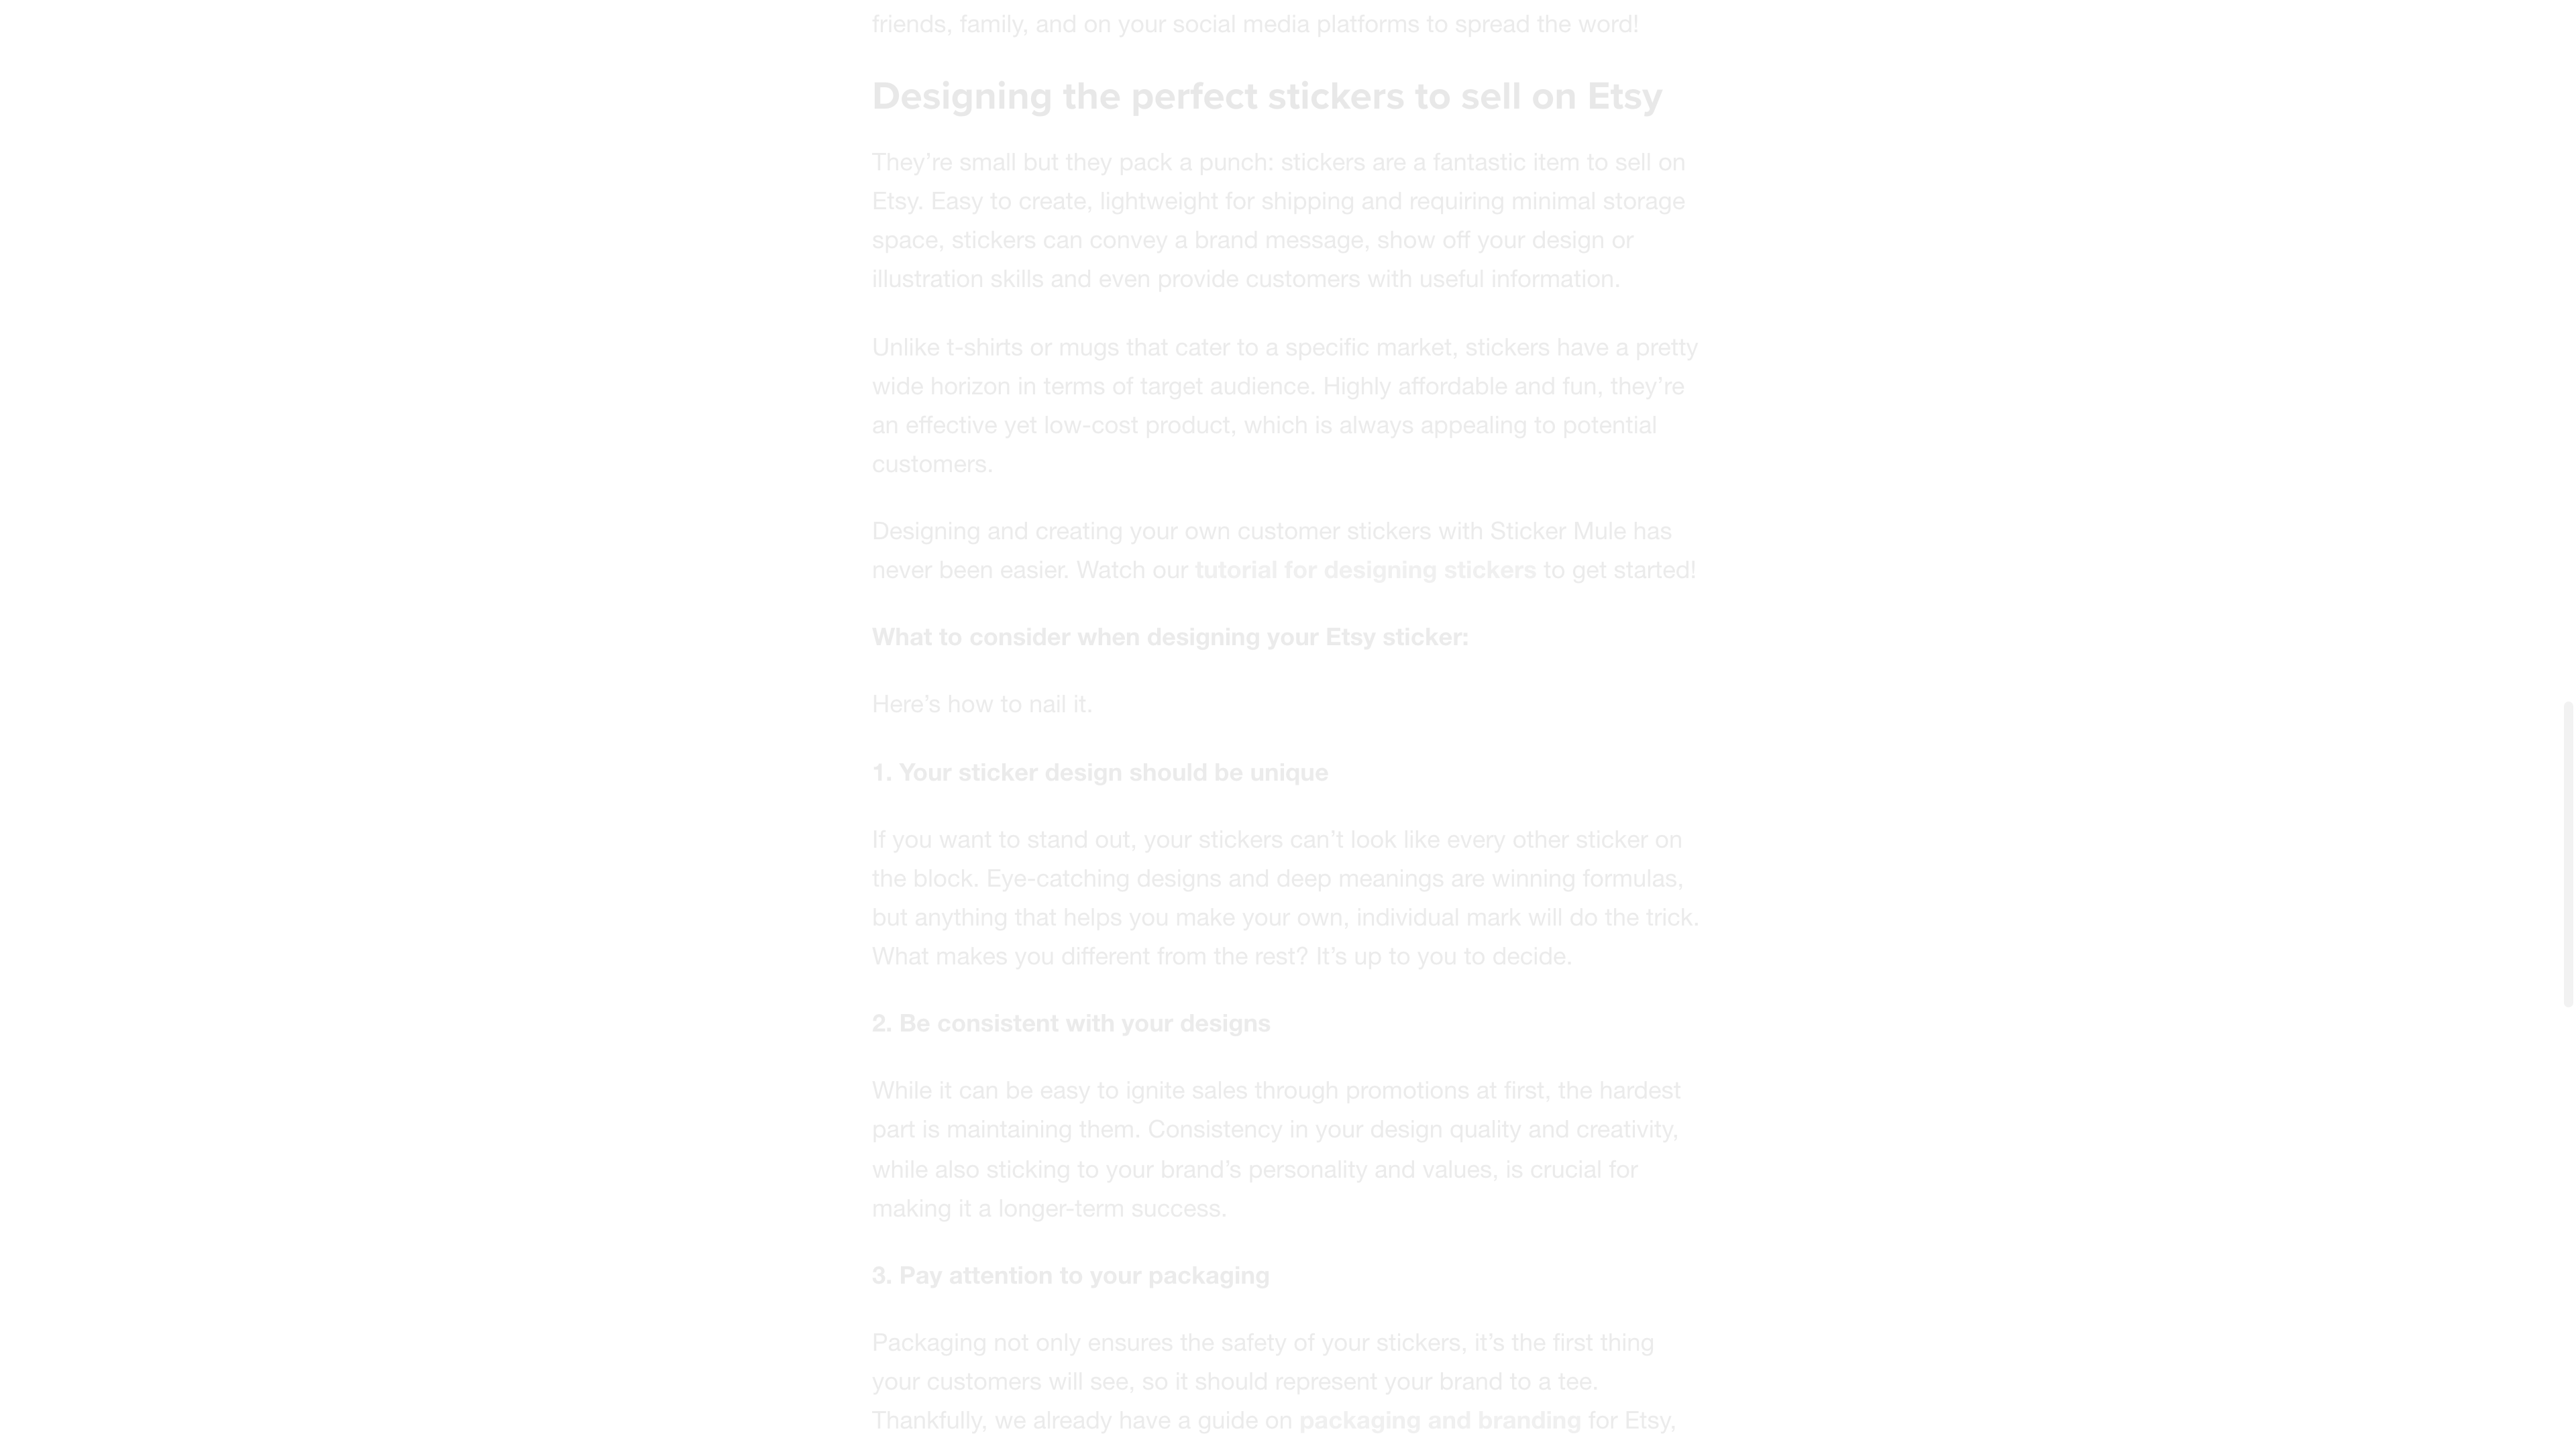 friends, family, and on your social media platforms to spread the word!
Designing the perfect stickers to sell on Etsy
They’re small but they pack a punch: stickers are a fantastic item to sell on
Etsy. Easy to create, lightweight for shipping and requiring minimal storage
space, stickers can convey a brand message, show off your design or
illustration skills and even provide customers with useful information.
Unlike t-shirts or mugs that cater to a specific market, stickers have a pretty
wide horizon in terms of target audience. Highly affordable and fun, they’re
an effective yet low-cost product, which is always appealing to potential
customers.
Designing and creating your own customer stickers with Sticker Mule has
never been easier. Watch our tutorial for designing stickers to get started!
What to consider when designing your Etsy sticker:
Here’s how to nail it.
1. Your sticker design should be unique
If you want to stand out, your stickers can’t look like every other sticker on
the block. Eye-catching designs and deep meanings are winning formulas,
but anything that helps you make your own, individual mark will do the trick.
What makes you different from the rest? It’s up to you to decide.
2. Be consistent with your designs
While it can be easy to ignite sales through promotions at first, the hardest
part is maintaining them. Consistency in your design quality and creativity,
while also sticking to your brand’s personality and values, is crucial for
making it a longer-term success.
3. Pay attention to your packaging
Packaging not only ensures the safety of your stickers, it’s the first thing
your customers will see, so it should represent your brand to a tee.
Thankfully, we already have a guide on packaging and branding for Etsy,